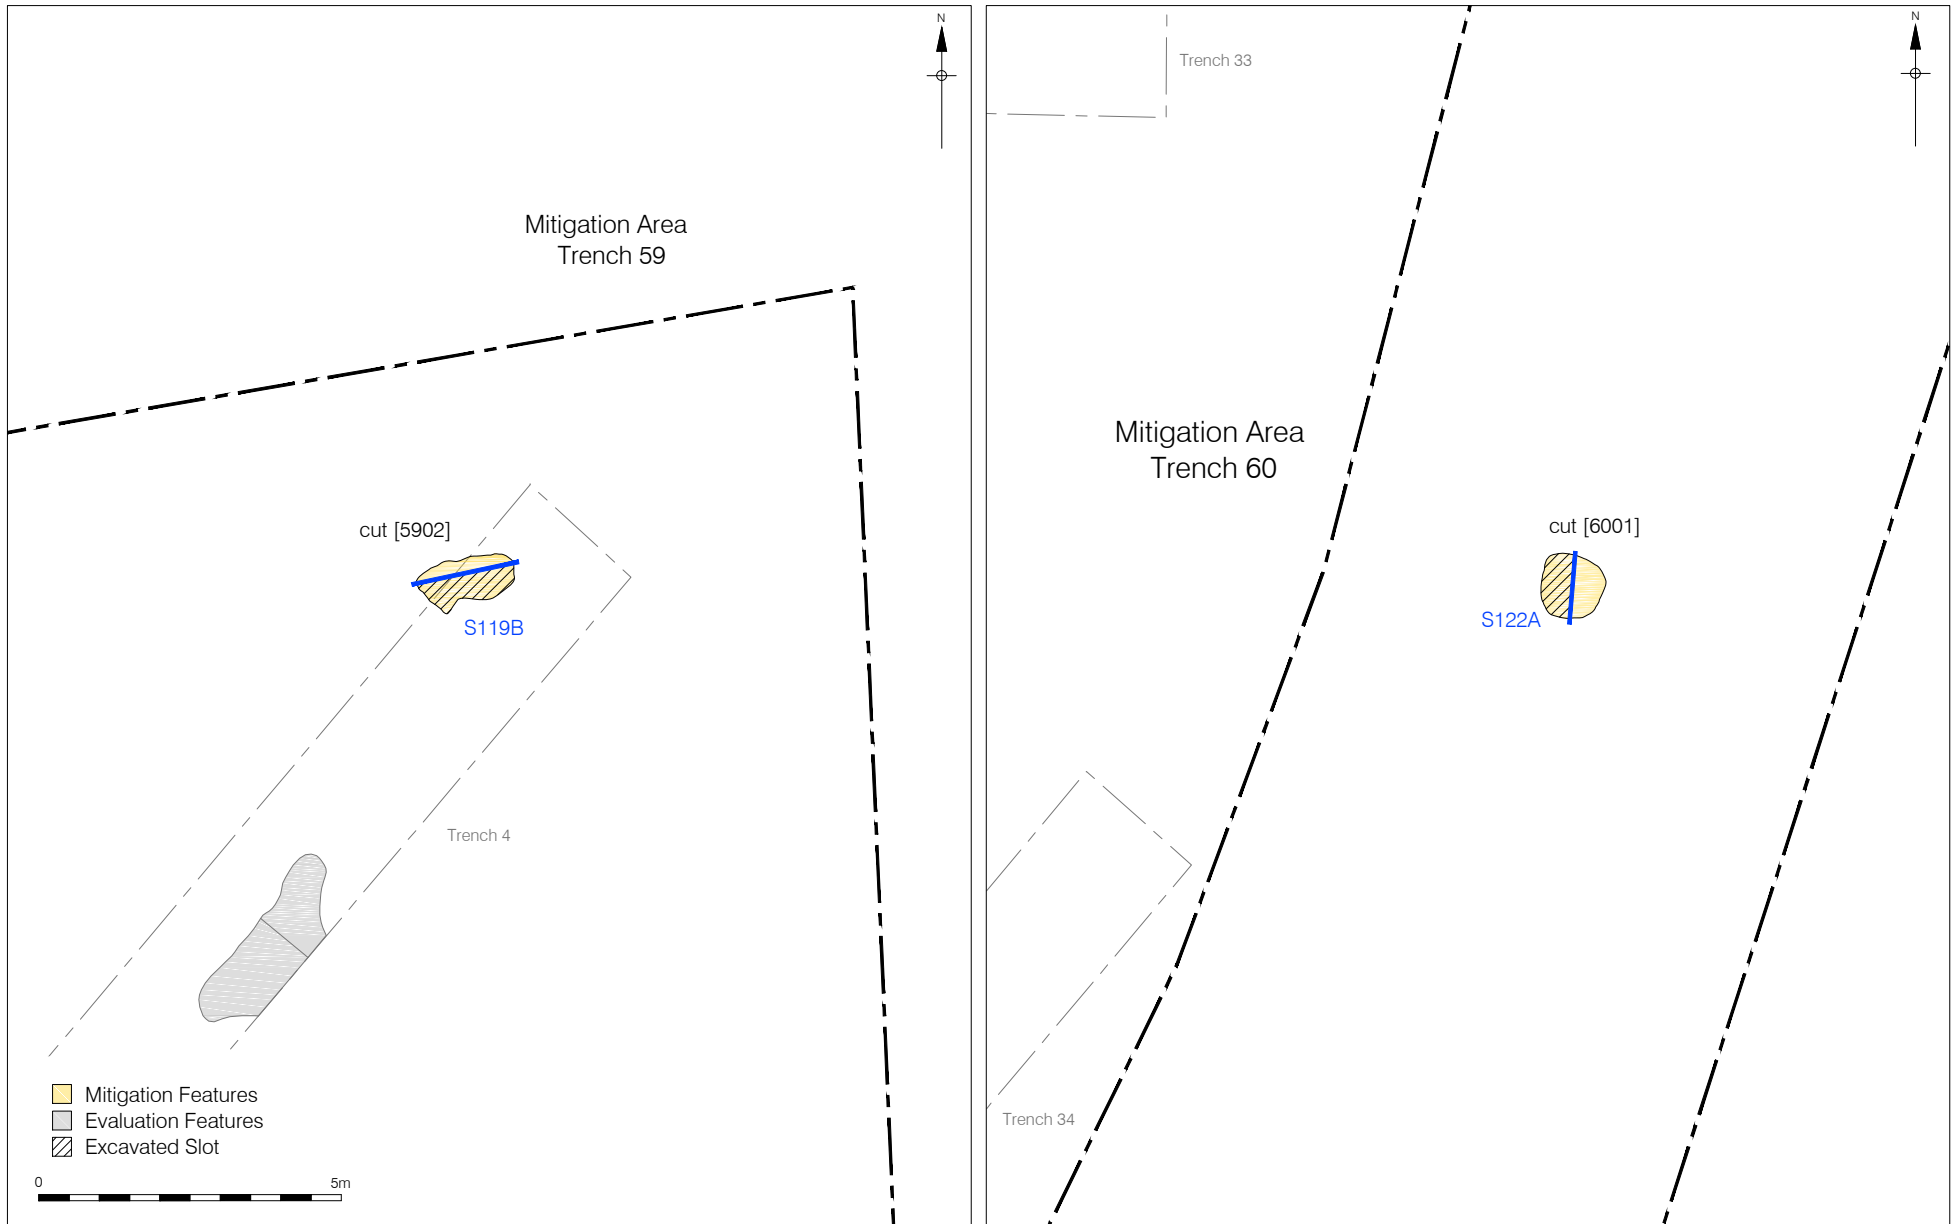 N
Mitigation Area
Trench 59
cut [5902]
S119B
Trench 4
Mitigation Features
Evaluation Features
Excavated Slot
0 5m
N
Trench 33
Mitigation Area
Trench 60
cut [6001]
S122A
Trench 34